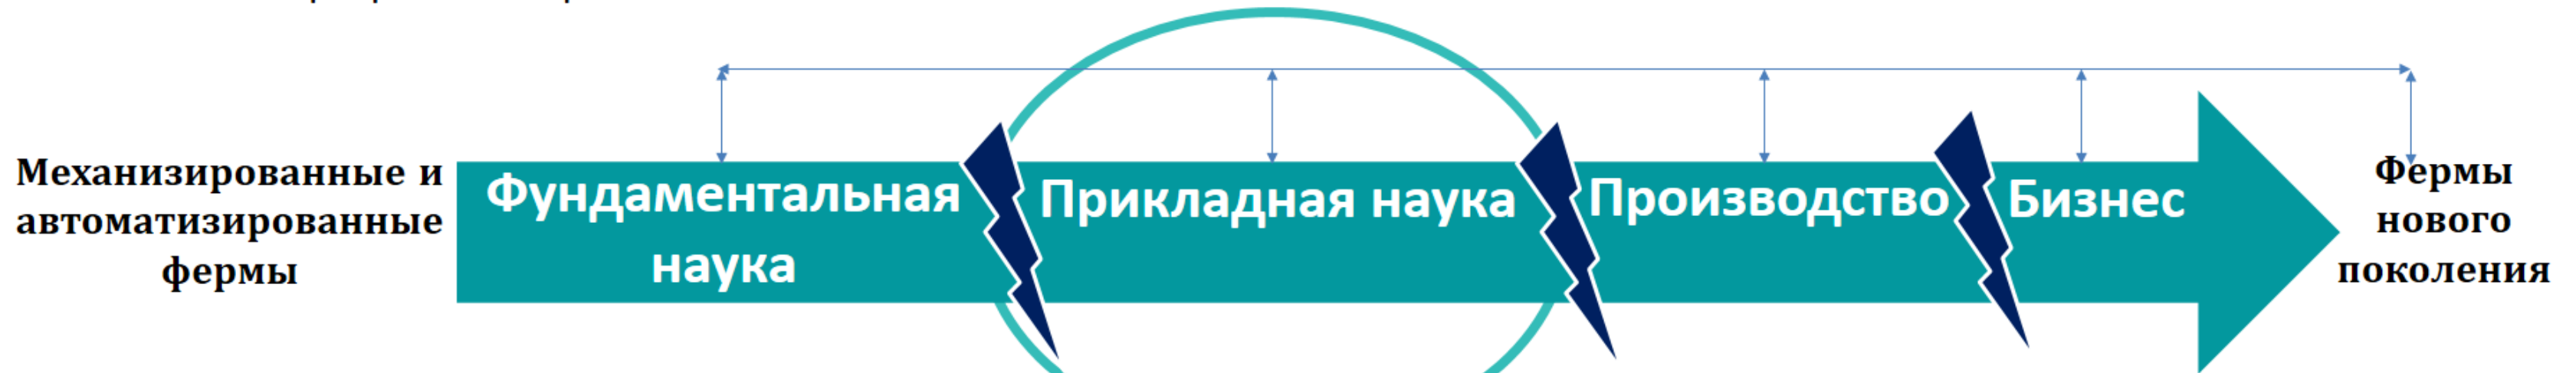 Механизированные и
автоматизированные
фермы
Фундаментальная
наука
Прикладная наука
Производство
Бизнес
Фермы
нового
поколения